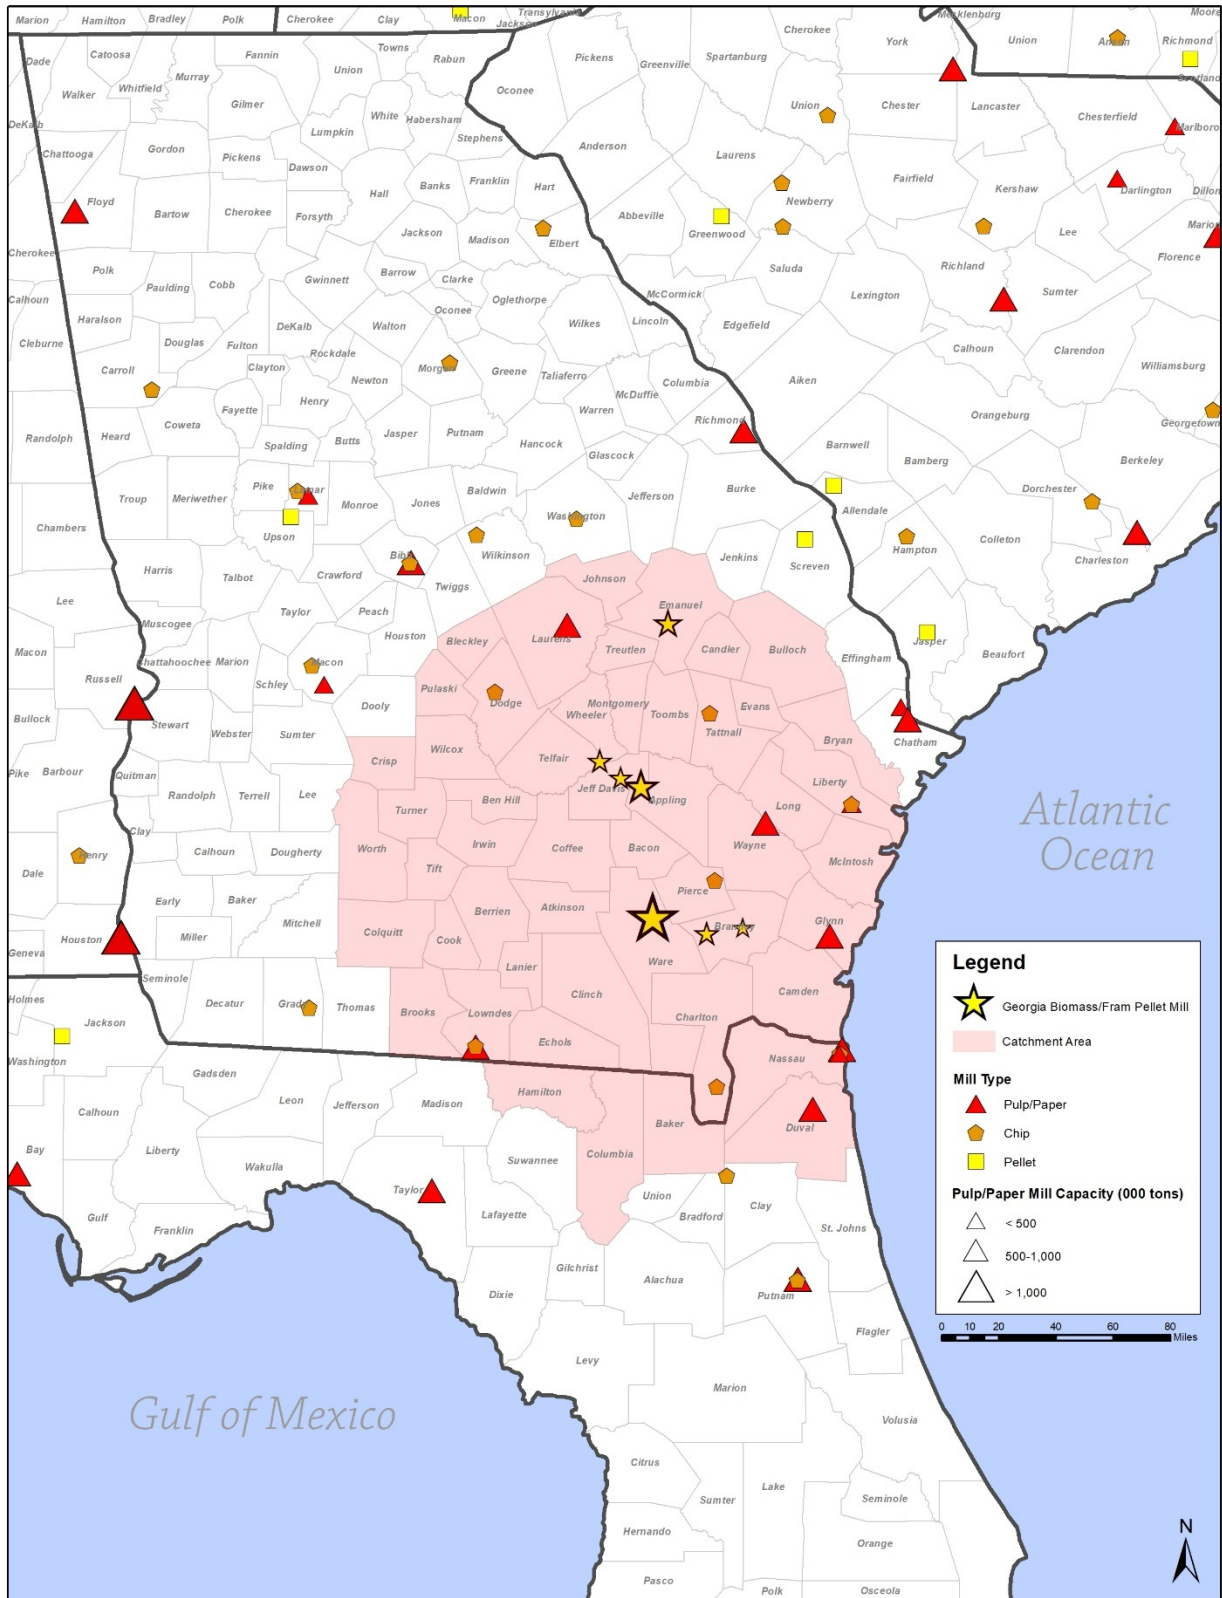 Marion
Hamilton
Bradley
Polk
Cherokee
Clay
Macon
Jackson
Transylvania
Cherokee
Mecklenburg
Union
Anson
Richmond
Moore
Scotland
Dade
Catoosa
Whitfield
Murray
Fannin
Union
Towns
Rabun
Oconee
Pickens
Greenville
Spartanburg
York
Walker
Gilmer
Lumpkin
White
Habersham
Stephens
Union
Chester
Lancaster
Chesterfield
Marlboro
DeKalb
Chattooga
Gordon
Pickens
Dawson
Hall
Banks
Franklin
Hart
Anderson
Laurens
Fairfield
Kershaw
Darlington
Dillon
Floyd
Bartow
Cherokee
Forsyth
Jackson
Madison
Elbert
Abbeville
Greenwood
Newberry
Lee
Marion
Florence
Cherokee
Polk
Paulding
Cobb
Gwinnett
Barrow
Clarke
Oconee
Oglethorpe
Saluda
Richland
Sumter
Lexington
Calhoun
Haralson
Douglas
Fulton
DeKalb
Rockdale
Walton
Wilkes
Lincoln
McCormick
Edgefield
Calhoun
Clarendon
Williamsburg
Cleburne
Carroll
Clayton
Newton
Morgan
Greene
Taliaferro
McDuffie
Columbia
Aiken
Henry
Fayette
Coweta
Warren
Richmond
Orangeburg
Georgetown
Randolph
Heard
Spalding
Butts
Jasper
Putnam
Hancock
Glascock
Barnwell
Bamberg
Berkeley
Troup
Meriwether
Pike
Lamar
Monroe
Jones
Baldwin
Washington
Jefferson
Burke
Allendale
Dorchester
Chambers
Upson
Bibb
Wilkinson
Jenkins
Screven
Hampton
Colleton
Charleston
Harris
Talbot
Crawford
Twiggs
Johnson
Emanuel
Lee
Muscogee
Taylor
Peach
Houston
Bleckley
Laurens
Treutlen
Candler
Bulloch
Effingham
Jasper
Beaufort
Macon
Russell
Chattahoochee
Marion
Schley
Macon
Dooly
Pulaski
Dodge
Wheeler
Montgomery
Toombs
Evans
Tattnall
Bryan
Chatham
Bullock
Stewart
Webster
Sumter
Crisp
Wilcox
Telfair
Jeff Davis
Appling
Liberty
Pike
Barbour
Quitman
Randolph
Terrell
Lee
Turner
Ben Hill
Long
Atlantic
Ocean
Clay
Calhoun
Dougherty
Worth
Tift
Irwin
Coffee
Bacon
Wayne
McIntosh
Henry
Dale
Early
Baker
Mitchell
Colquitt
Cook
Berrien
Atkinson
Pierce
Brantley
Glynn
Houston
Geneva
Miller
Lanier
Ware
Seminole
Decatur
Grady
Thomas
Brooks
Lowndes
Clinch
Camden
Charlton
Echols
Holmes
Jackson
Washington
Gadsden
Leon
Jefferson
Madison
Hamilton
Baker
Nassau
Duval
Calhoun
Bay
Liberty
Wakulla
Taylor
Suwannee
Columbia
Union
Bradford
Clay
St. Johns
Gulf
Franklin
Lafayette
Dixie
Gilchrist
Alachua
Putnam
Flagler
Levy
Marion
Volusia
Gulf of Mexico
Citrus
Sumter
Lake
Seminole
Hernando
Orange
Pasco
Polk
Osceola
Legend
Georgia Biomass/Fram Pellet Mill
Catchment Area
Mill Type
Pulp/Paper
Chip
Pellet
Pulp/Paper Mill Capacity (000 tons)
< 500
500-1,000
> 1,000
0 10 20 40 60 80
Miles
N